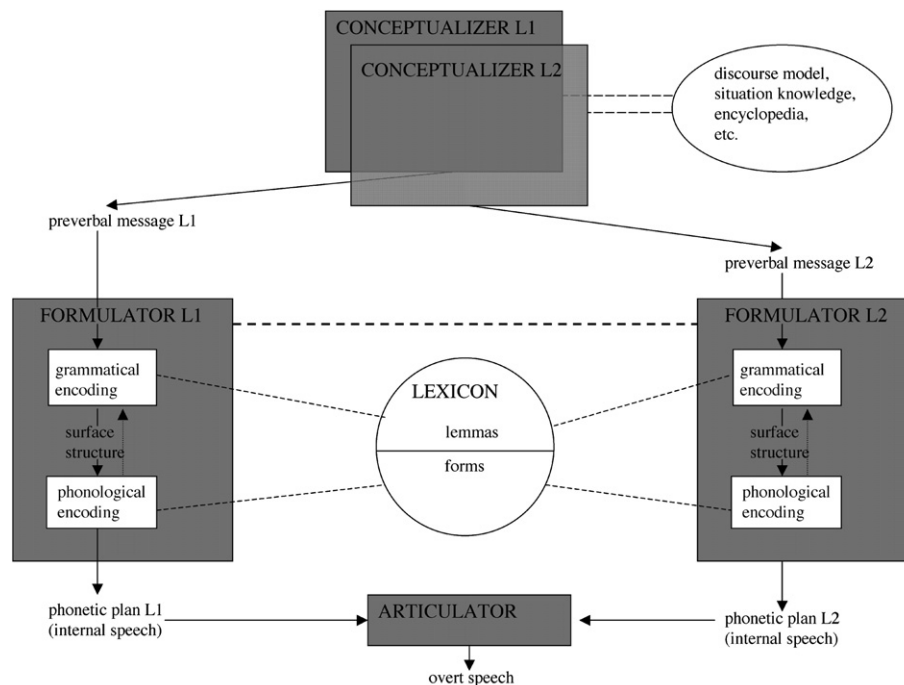 CONCEPTUALIZER L1
CONCEPTUALIZER L2
discourse model,
situation knowledge,
encyclopedia,
etc.
preverbal message L1
preverbal message L2
FORMULATOR L1
FORMULATOR L2
grammatical
encoding
grammatical
encoding
LEXICON
lemmas
forms
surface
structure
surface
structure
phonological
encoding
phonological
encoding
phonetic plan L1
(internal speech)
ARTICULATOR
phonetic plan L2
(internal speech)
overt speech